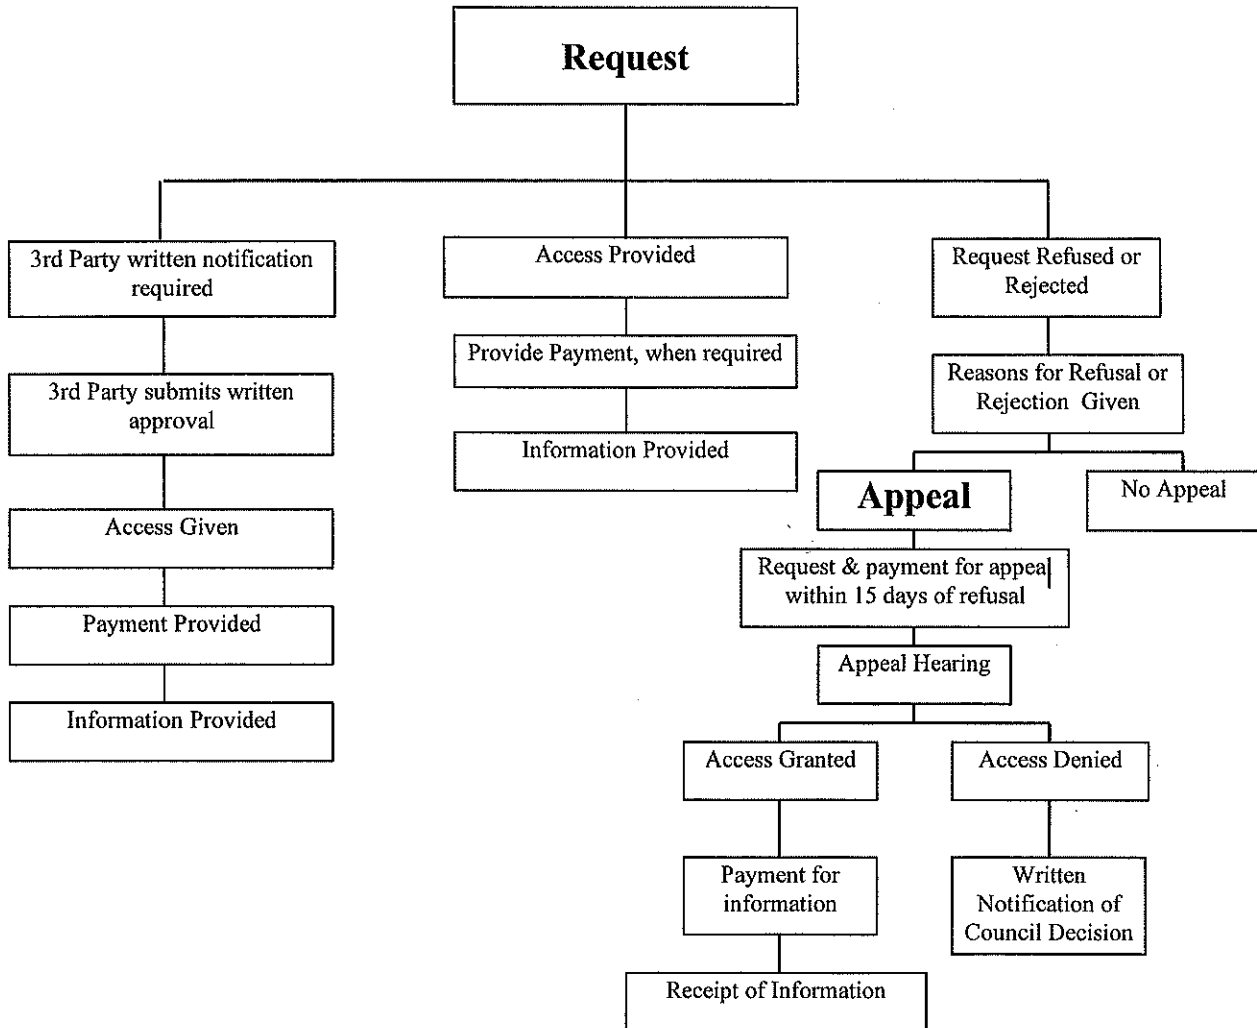 Request
3rd Party written notification
required
3rd Party submits written
approval
Access Given
Payment Provided
Information Provided
Access Provided
Provide Payment, when required
Information Provided
Request Refused or
Rejected
Reasons for Refusal or
Rejection Given
Appeal
No Appeal
Request & payment for appeal
within 15 days of refusal
Appeal Hearing
Access Granted
Payment for
information
Receipt of Information
Access Denied
Written
Notification of
Council Decision